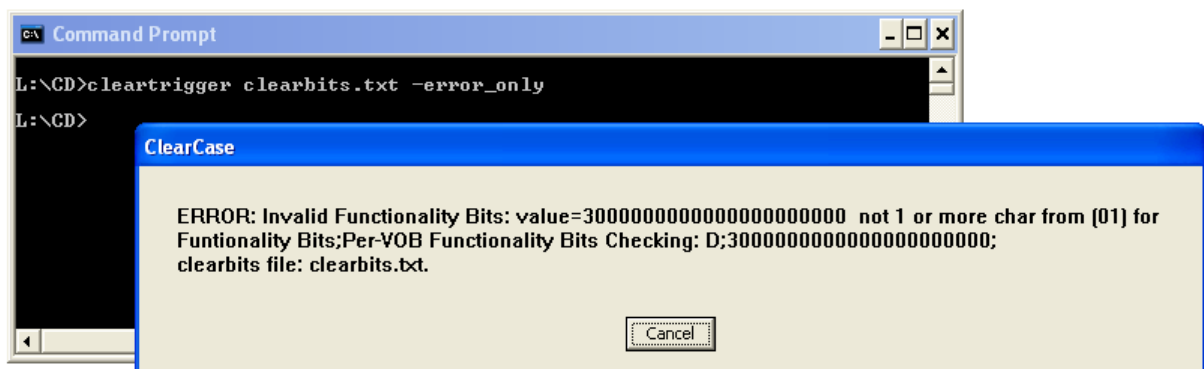 Command Prompt
L:\CD>cleartrigger clearbits.txt -error_only
L:\CD>
ClearCase
ERROR: Invalid Functionality Bits: value=3000000000000000000000 not 1 or more char from (01) for
Funtionality Bits;Per-VOB Functionality Bits Checking: D;3000000000000000000000;
clearbits file: clearbits.txt.
Cancel